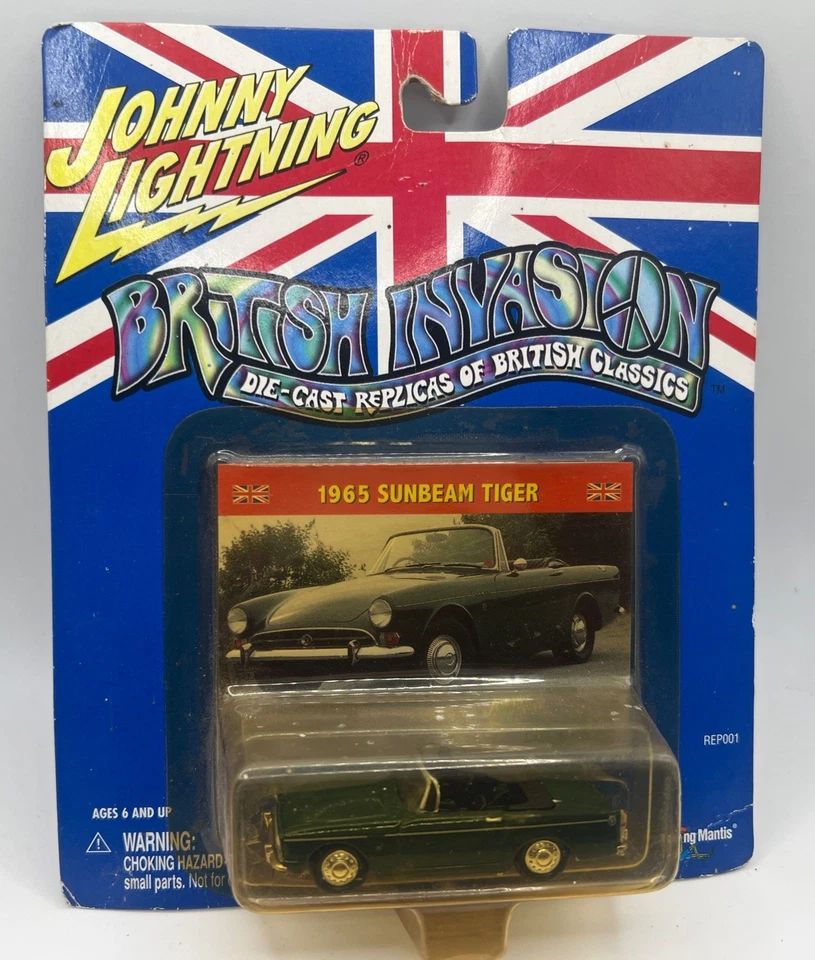 JOHNNY
LIGHTNING®
BRITISH INVASION
DIE-CAST REPLICAS OF BRITISH CLASSICS ™
1965 SUNBEAM TIGER
REP001
AGES 6 AND UP
WARNING:
CHOKING HAZARD-
small parts. Not for
ng Mantis®